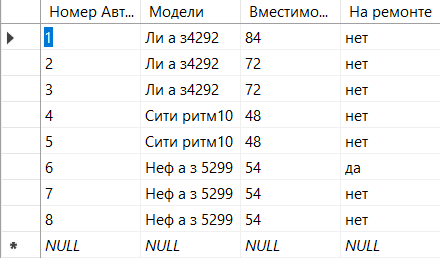 Номер Авт... Модели Вместимо... На ремонте
1 Ли а з4292 84 нет
2 Ли а з4292 72 нет
3 Ли а з4292 72 нет
4 Сити ритм10 48 нет
5 Сити ритм10 48 нет
6 Неф а з 5299 54 да
7 Неф а з 5299 54 нет
8 Неф а з 5299 54 нет
* NULL NULL NULL NULL